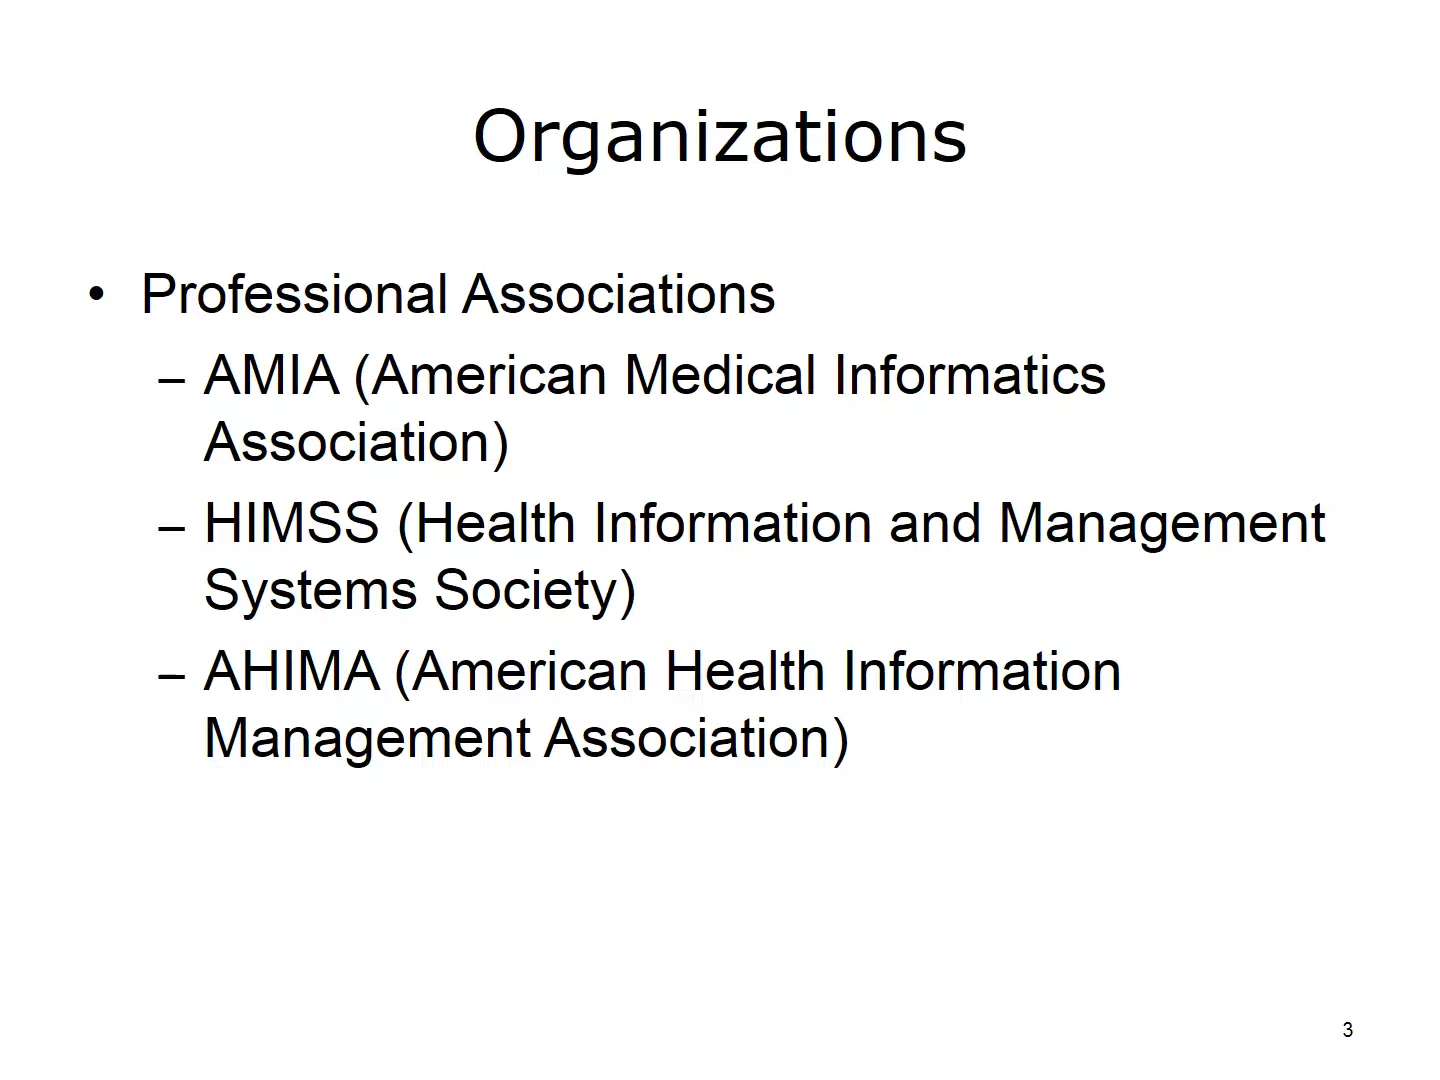 Organizations
• Professional Associations
– AMIA (American Medical Informatics
Association)
– HIMSS (Health Information and Management
Systems Society)
– AHIMA (American Health Information
Management Association)
3